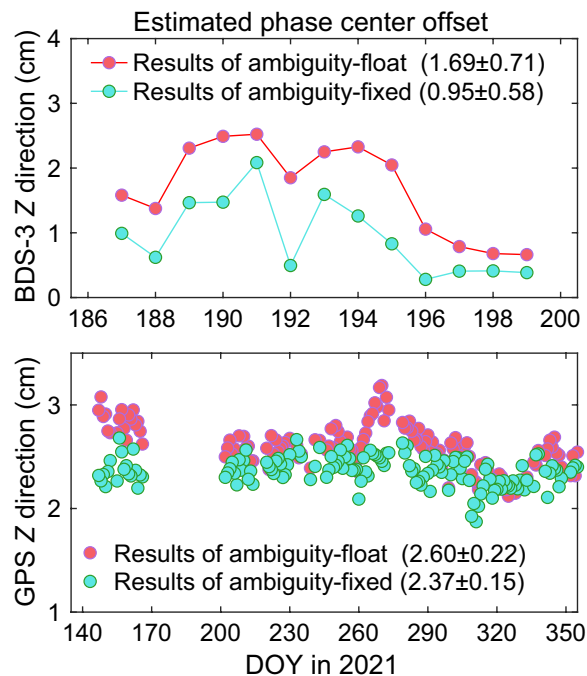 Estimated phase center offset
BDS-3 Z direction (cm)
4
3
2
1
0
Results of ambiguity-float (1.69±0.71)
Results of ambiguity-fixed (0.95±0.58)
186 188 190 192 194 196 198 200
GPS Z direction (cm)
3
2
1
Results of ambiguity-float (2.60±0.22)
Results of ambiguity-fixed (2.37±0.15)
140 170 200 230 260 290 320 350
DOY in 2021